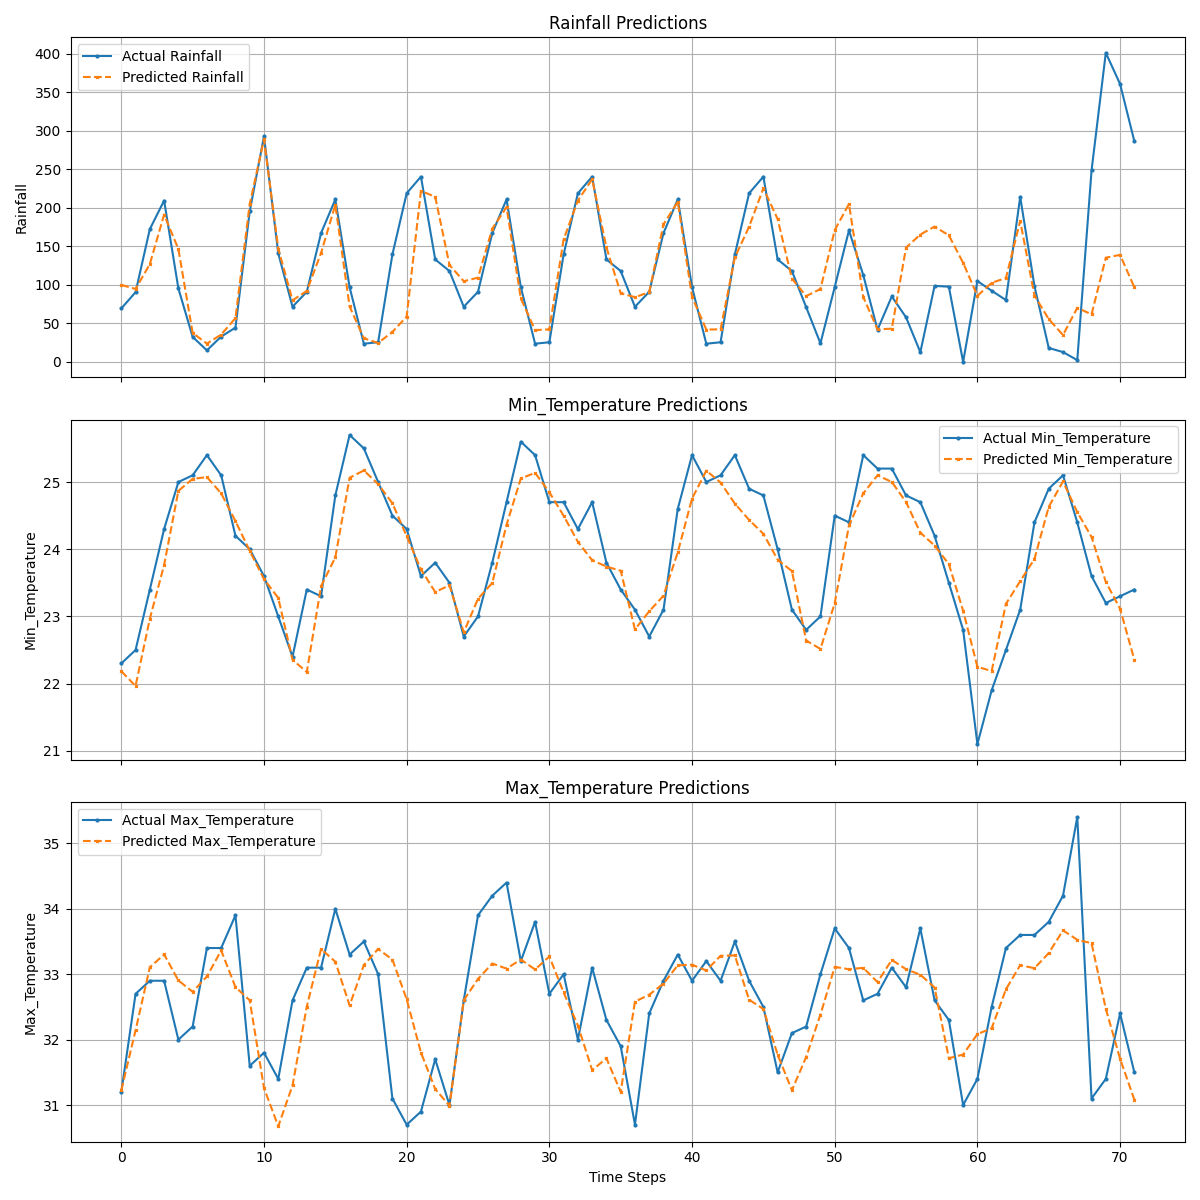 Rainfall Predictions
Actual Rainfall
Predicted Rainfall
400
350
300
250
200
150
100
50
0
Rainfall
Min_Temperature Predictions
Actual Min_Temperature
Predicted Min_Temperature
25
24
23
22
21
Min_Temperature
Max_Temperature Predictions
Actual Max_Temperature
Predicted Max_Temperature
35
34
33
32
31
Max_Temperature
0 10 20 30 40 50 60 70
Time Steps